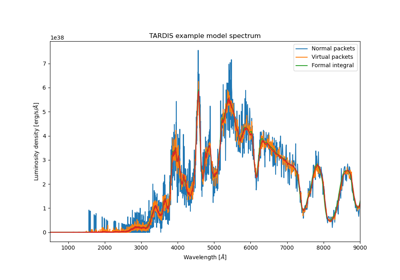 TARDIS example model spectrum
1e38
Normal packets
Virtual packets
Formal integral
Luminosity density [erg/s/Å]
7
6
5
4
3
2
1
0
1000 2000 3000 4000 5000 6000 7000 8000 9000
Wavelength [Å]